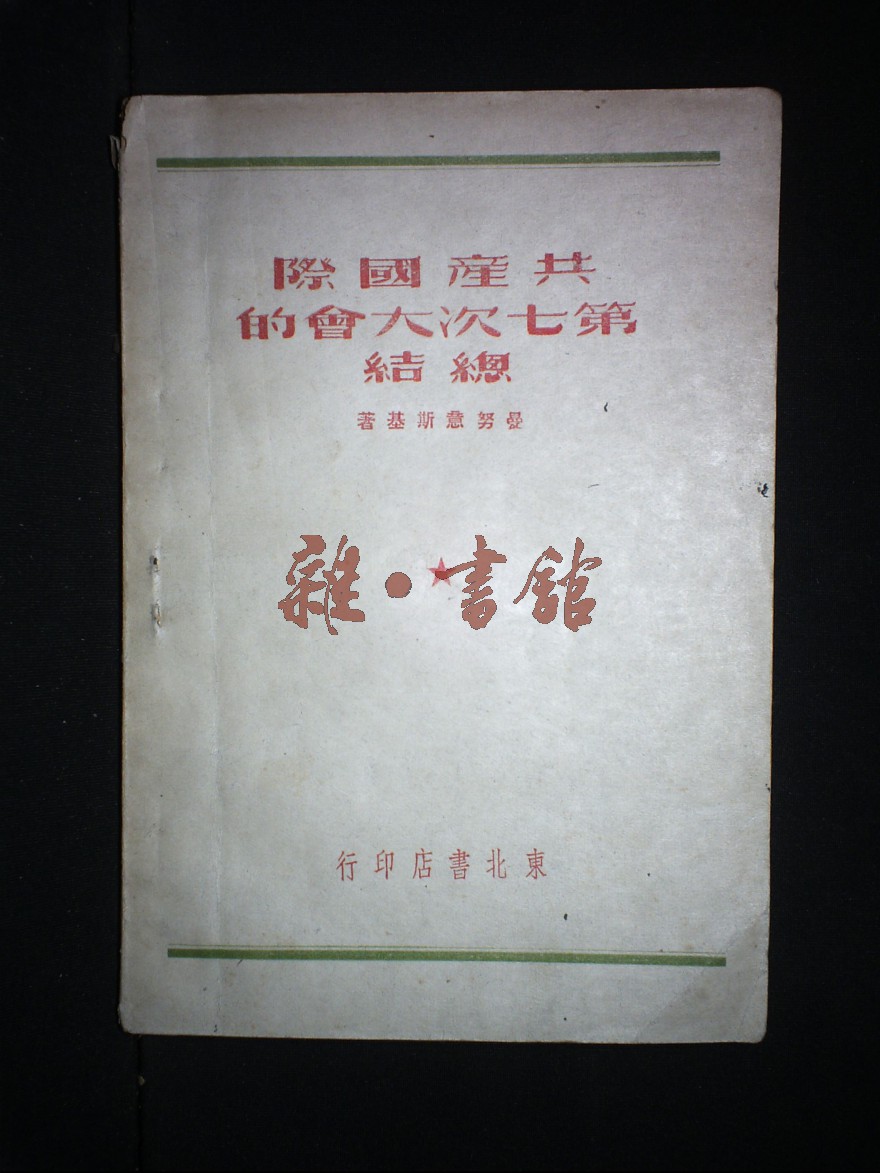 共產國際
第七次大會的
總結
曼努意斯基著
雜·書館
東北書店印行